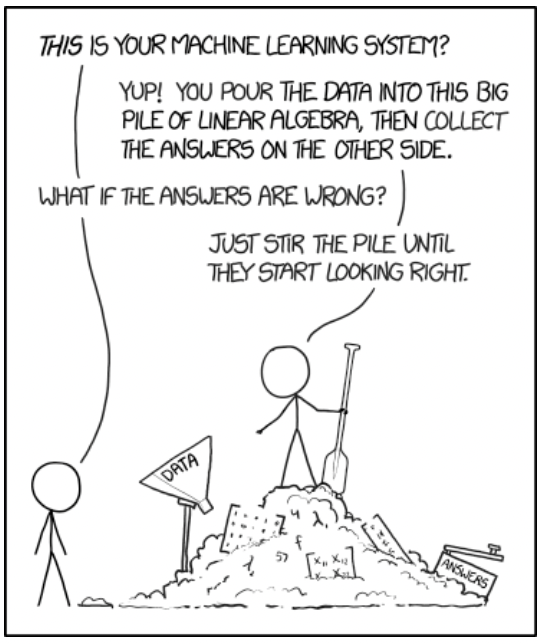 THIS IS YOUR MACHINE LEARNING SYSTEM?
YUP! YOU POUR THE DATA INTO THIS BIG
PILE OF LINEAR ALGEBRA, THEN COLLECT
THE ANSWERS ON THE OTHER SIDE.
WHAT IF THE ANSWERS ARE WRONG?
JUST STIR THE PILE UNTIL
THEY START LOOKING RIGHT.
DATA
ANSWERS